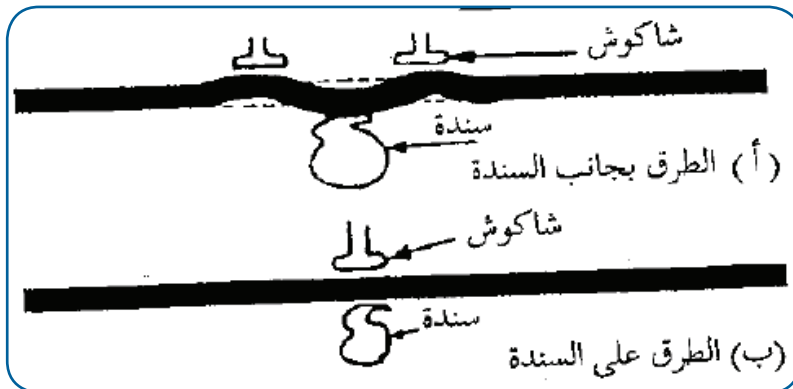 شاكوش
سندة
(أ) الطرق بجانب السندة
شاكوش
سندة
(ب) الطرق على السندة